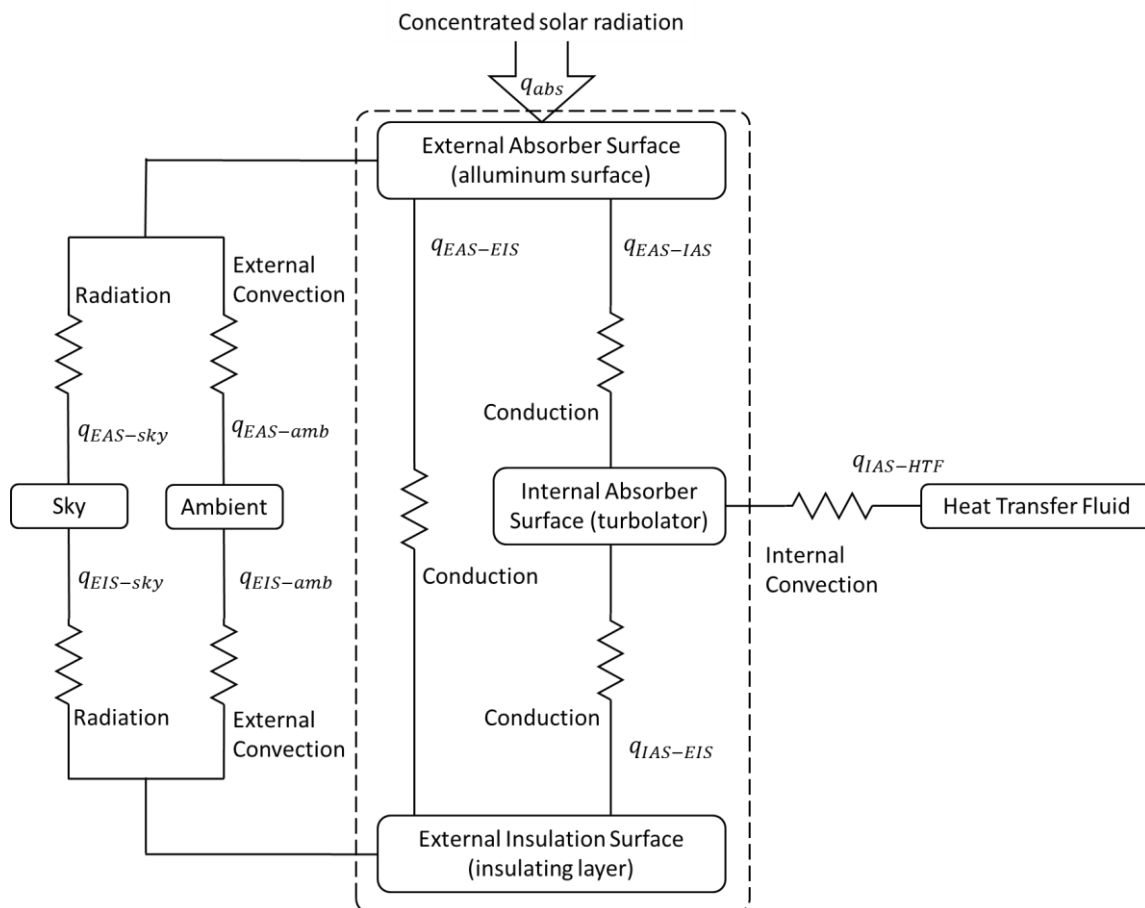 Concentrated solar radiation
q_abs
External Absorber Surface
(alluminum surface)
q_EAS−EIS
q_EAS−IAS
External
Convection
Radiation
Conduction
q_EAS−sky
q_EAS−amb
q_IAS−HTF
Sky
Ambient
Internal Absorber
Surface (turbolator)
Heat Transfer Fluid
Internal
Convection
q_EIS−sky
q_EIS−amb
Conduction
Radiation
External
Convection
Conduction
q_IAS−EIS
External Insulation Surface
(insulating layer)